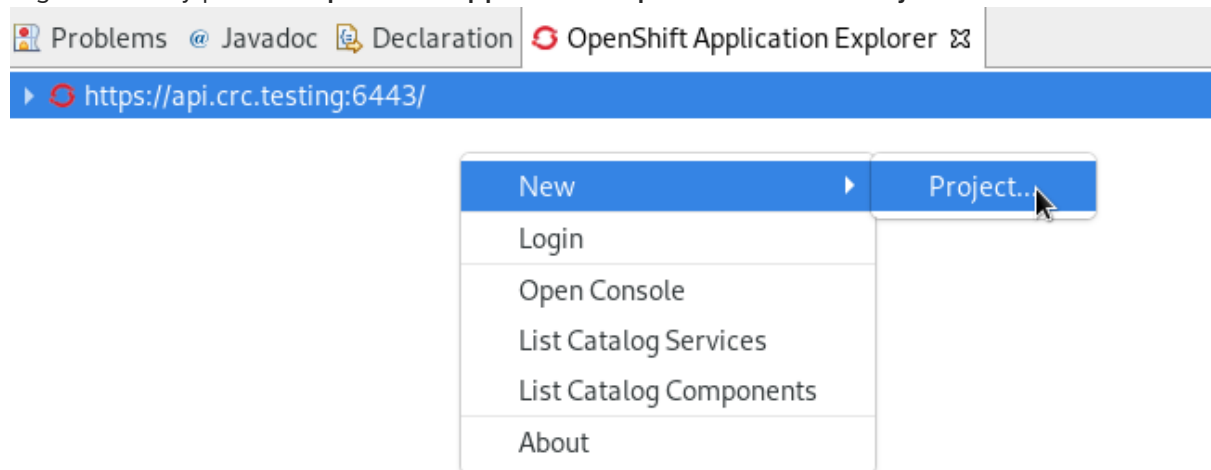 Problems @ Javadoc Declaration OpenShift Application Explorer
https://api.crc.testing:6443/
New Project...
Login
Open Console
List Catalog Services
List Catalog Components
About